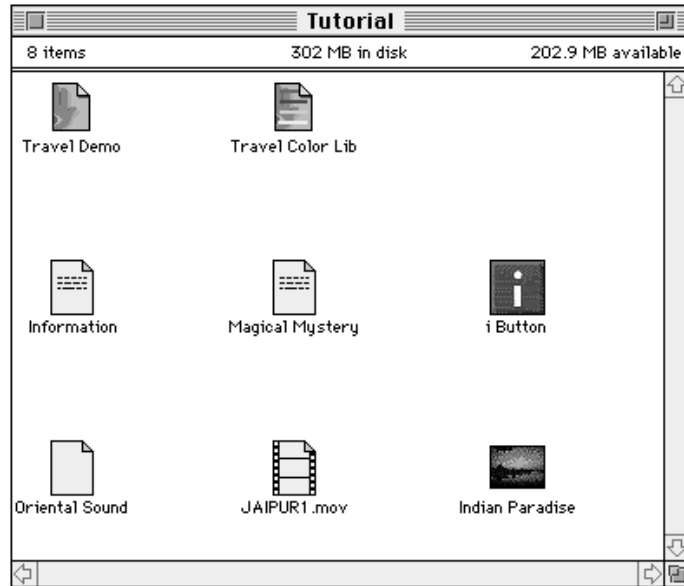 Tutorial
8 items 302 MB in disk 202.9 MB available
Travel Demo Travel Color Lib
Information Magical Mystery i Button
Oriental Sound JAIPUR1.mov Indian Paradise